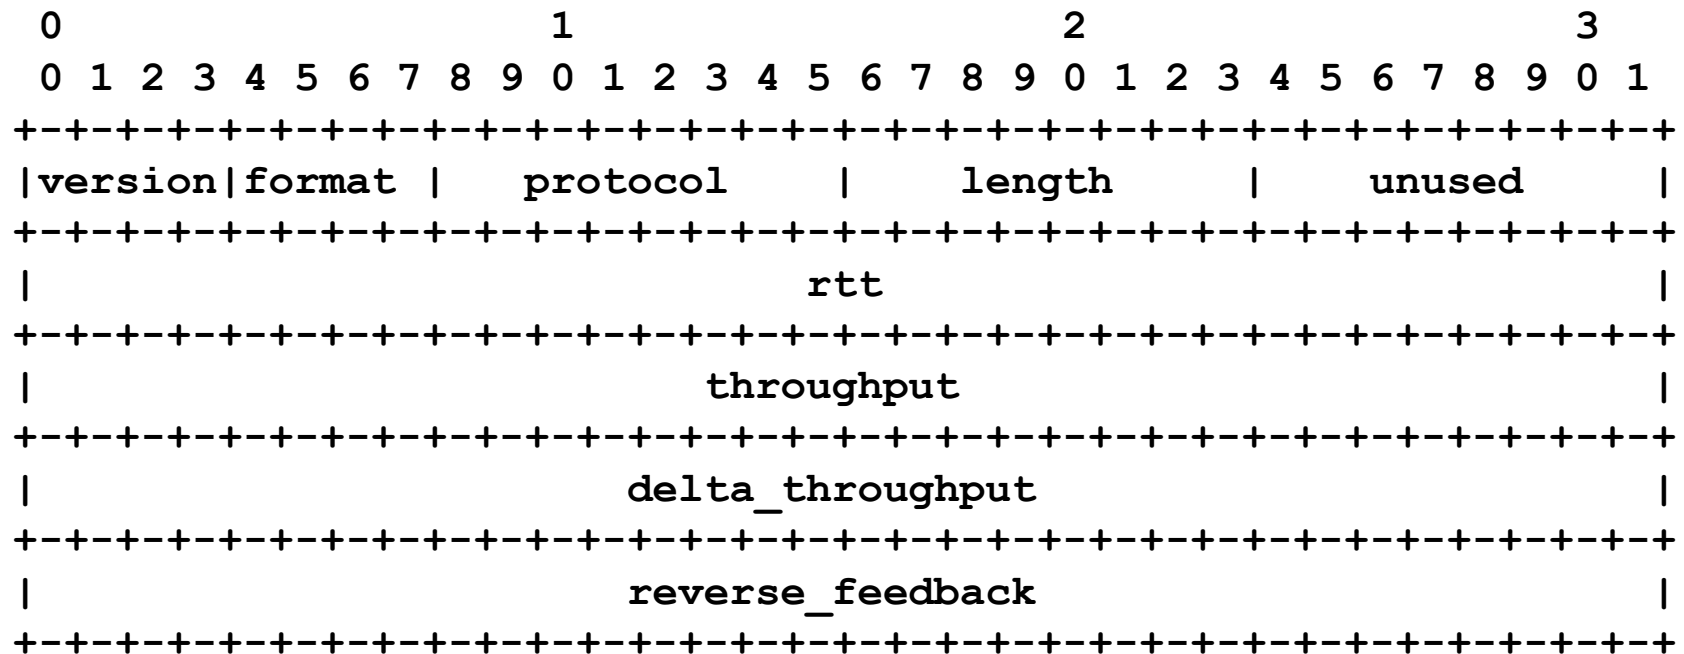 0                   1                   2                   3
 0 1 2 3 4 5 6 7 8 9 0 1 2 3 4 5 6 7 8 9 0 1 2 3 4 5 6 7 8 9 0 1
+-+-+-+-+-+-+-+-+-+-+-+-+-+-+-+-+-+-+-+-+-+-+-+-+-+-+-+-+-+-+-+-+
|version|format |   protocol    |    length     |    unused     |
+-+-+-+-+-+-+-+-+-+-+-+-+-+-+-+-+-+-+-+-+-+-+-+-+-+-+-+-+-+-+-+-+
|                              rtt                              |
+-+-+-+-+-+-+-+-+-+-+-+-+-+-+-+-+-+-+-+-+-+-+-+-+-+-+-+-+-+-+-+-+
|                          throughput                           |
+-+-+-+-+-+-+-+-+-+-+-+-+-+-+-+-+-+-+-+-+-+-+-+-+-+-+-+-+-+-+-+-+
|                       delta_throughput                        |
+-+-+-+-+-+-+-+-+-+-+-+-+-+-+-+-+-+-+-+-+-+-+-+-+-+-+-+-+-+-+-+-+
|                       reverse_feedback                        |
+-+-+-+-+-+-+-+-+-+-+-+-+-+-+-+-+-+-+-+-+-+-+-+-+-+-+-+-+-+-+-+-+